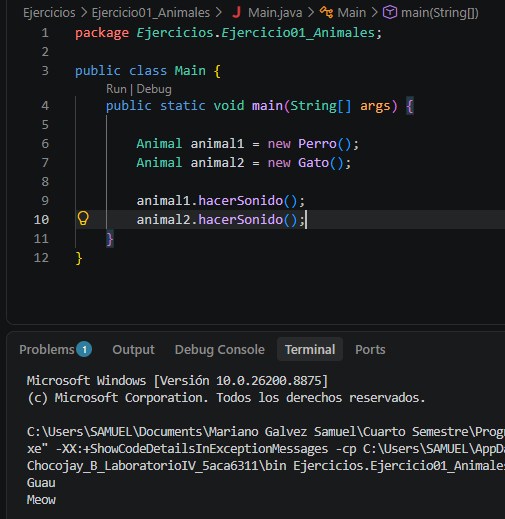 Ejercicios > Ejercicio01_Animales > J Main.java > Main > main(String[])
1 package Ejercicios.Ejercicio01_Animales;
2
3 public class Main {
Run | Debug
4 public static void main(String[] args) {
5
6 Animal animal1 = new Perro();
7 Animal animal2 = new Gato();
8
9 animal1.hacerSonido();
10 animal2.hacerSonido();
11 }
12 }
Problems 1 Output Debug Console Terminal Ports
Microsoft Windows [Versión 10.0.26200.8875]
(c) Microsoft Corporation. Todos los derechos reservados.
C:\Users\SAMUEL\Documents\Mariano Galvez Samuel\Cuarto Semestre\Progr
xe" -XX:+ShowCodeDetailsInExceptionMessages -cp C:\Users\SAMUEL\AppDa
Chocojay_B_LaboratorioIV_5aca6311\bin Ejercicios.Ejercicio01_Animales
Guau
Meow